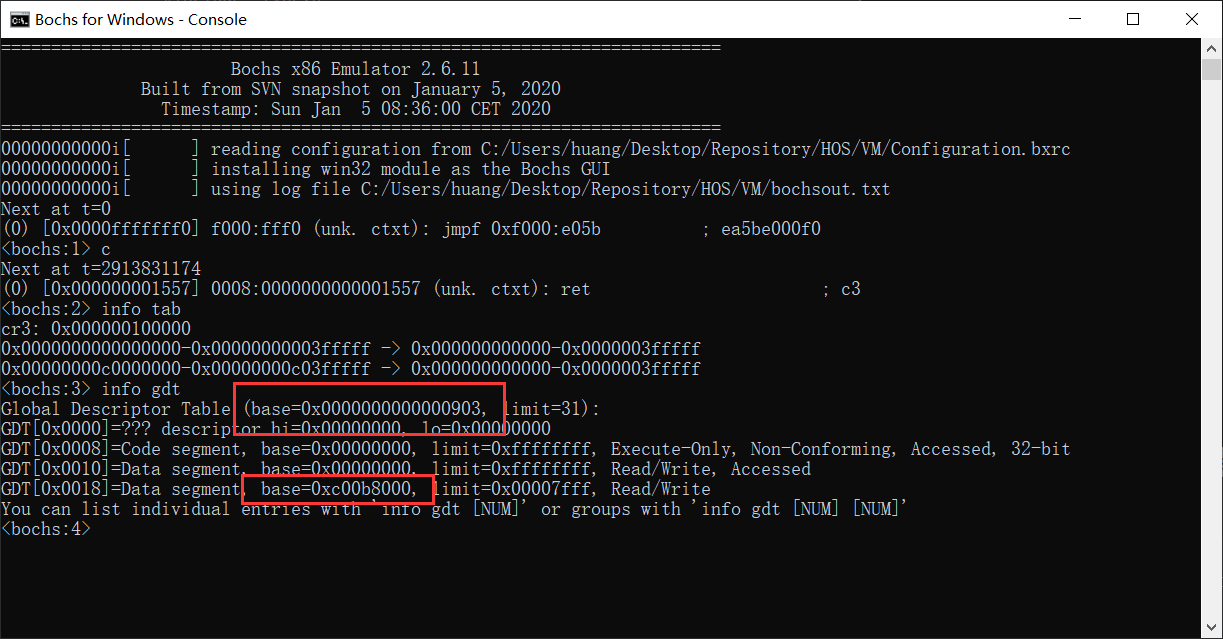 Bochs for Windows - Console
========================================================================
Bochs x86 Emulator 2.6.11
Built from SVN snapshot on January 5, 2020
Timestamp: Sun Jan  5 08:36:00 CET 2020
========================================================================
00000000000i[      ] reading configuration from C:/Users/huang/Desktop/Repository/HOS/VM/Configuration.bxrc
00000000000i[      ] installing win32 module as the Bochs GUI
00000000000i[      ] using log file C:/Users/huang/Desktop/Repository/HOS/VM/bochsout.txt
Next at t=0
(0) [0x0000fffffff0] f000:fff0 (unk. ctxt): jmpf 0xf000:e05b          ; ea5be000f0
<bochs:1> c
Next at t=2913831174
(0) [0x000000001557] 0008:0000000000001557 (unk. ctxt): ret                       ; c3
<bochs:2> info tab
cr3: 0x000000100000
0x0000000000000000-0x00000000003fffff -> 0x000000000000-0x0000003fffff
0x00000000c0000000-0x00000000c03fffff -> 0x000000000000-0x0000003fffff
<bochs:3> info gdt
Global Descriptor Table (base=0x0000000000000903, limit=31):
GDT[0x0000]=??? descriptor hi=0x00000000, lo=0x00000000
GDT[0x0008]=Code segment, base=0x00000000, limit=0xffffffff, Execute-Only, Non-Conforming, Accessed, 32-bit
GDT[0x0010]=Data segment, base=0x00000000, limit=0xffffffff, Read/Write, Accessed
GDT[0x0018]=Data segment, base=0xc00b8000, limit=0x00007fff, Read/Write
You can list individual entries with 'info gdt [NUM]' or groups with 'info gdt [NUM] [NUM]'
<bochs:4>